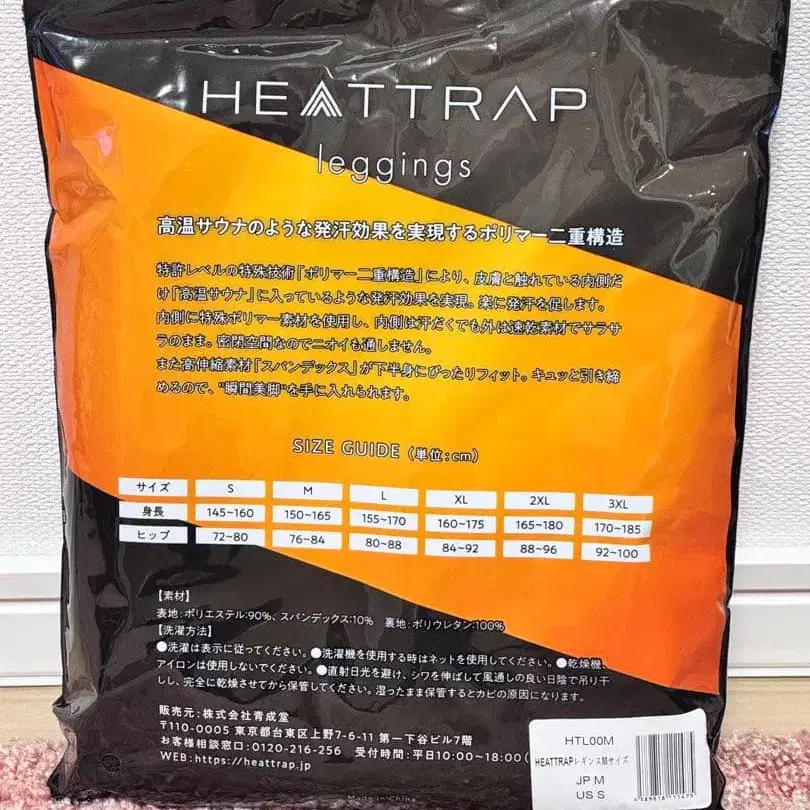 HEATTRAP
leggings
高温サウナのような発汗効果を実現するポリマー二重構造
特許レベルの特殊技術「ポリマー二重構造」により、皮膚と触れている内側だ
け「高温サウナ」に入っているような発汗効果を実現。楽に発汗を促します。
内側に特殊ポリマー素材を使用し、内側は汗だくでも外は速乾素材でサラサ
ラのまま。密閉空間なのでニオイも通しません。
また高伸縮素材「スパンデックス」が下半身にぴったりフィット。キュッと引き締
めるので、"瞬間美脚"を手に入れられます。
SIZE GUIDE（単位：cm）
サイズ S M L XL 2XL 3XL
身長 145~160 150~165 155~170 160~175 165~180 170~185
ヒップ 72~80 76~84 80~88 84~92 88~96 92~100
【素材】
表地：ポリエステル:90%、スパンデックス:10% 裏地：ポリウレタン:100%
【洗濯方法】
●洗濯は表示に従ってください。●洗濯機を使用する時はネットを使用してください。●乾燥機、
アイロンは使用しないでください。●直射日光を避け、シワを伸ばして風通しの良い日陰で吊り干
しし、完全に乾燥させてから保管してください。湿ったまま保管するとカビの原因になります。
販売元：株式会社青成堂
〒110-0005 東京都台東区上野7-6-11 第一下谷ビル7階
お客様相談窓口：0120-216-256 受付時間：平日10:00~18:00
WEB：https://heattrap.jp/
Made in China
HTL00M
HEATTRAPレギンスMサイズ
JP M
US S